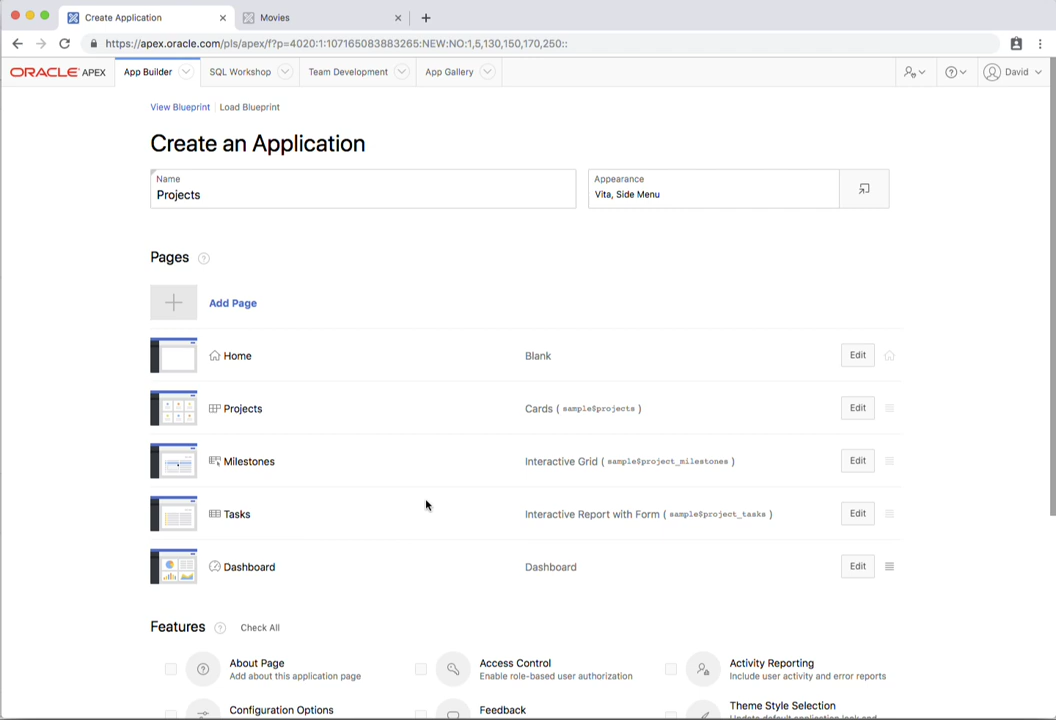 Create Application
Movies
https://apex.oracle.com/pls/apex/f?p=4020:1:107165083883265:NEW:NO:1,5,130,150,170,250::
ORACLE APEX App Builder SQL Workshop Team Development App Gallery David
View Blueprint Load Blueprint
Create an Application
Name
Projects
Appearance
Vita, Side Menu
Pages
Add Page
Home Blank Edit
Projects Cards ( sample$projects ) Edit
Milestones Interactive Grid ( sample$project_milestones ) Edit
Tasks Interactive Report with Form ( sample$project_tasks ) Edit
Dashboard Dashboard Edit
Features Check All
About Page
Add about this application page
Access Control
Enable role-based user authorization
Activity Reporting
Include user activity and error reports
Configuration Options
Feedback
Theme Style Selection
Update default application look and